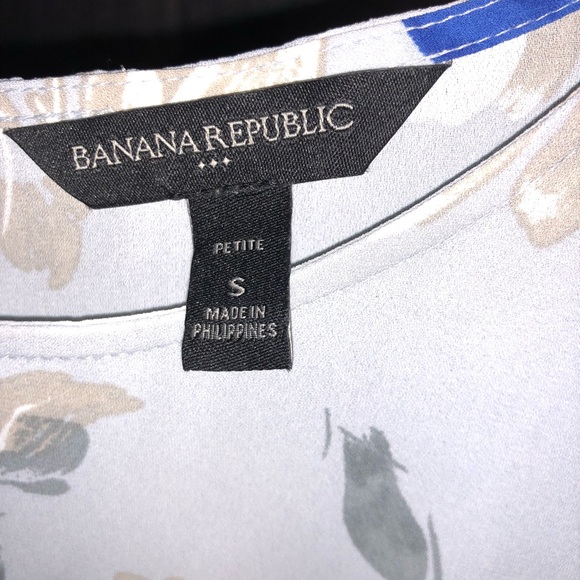 BANANA REPUBLIC
PETITE
S
MADE IN
PHILIPPINES